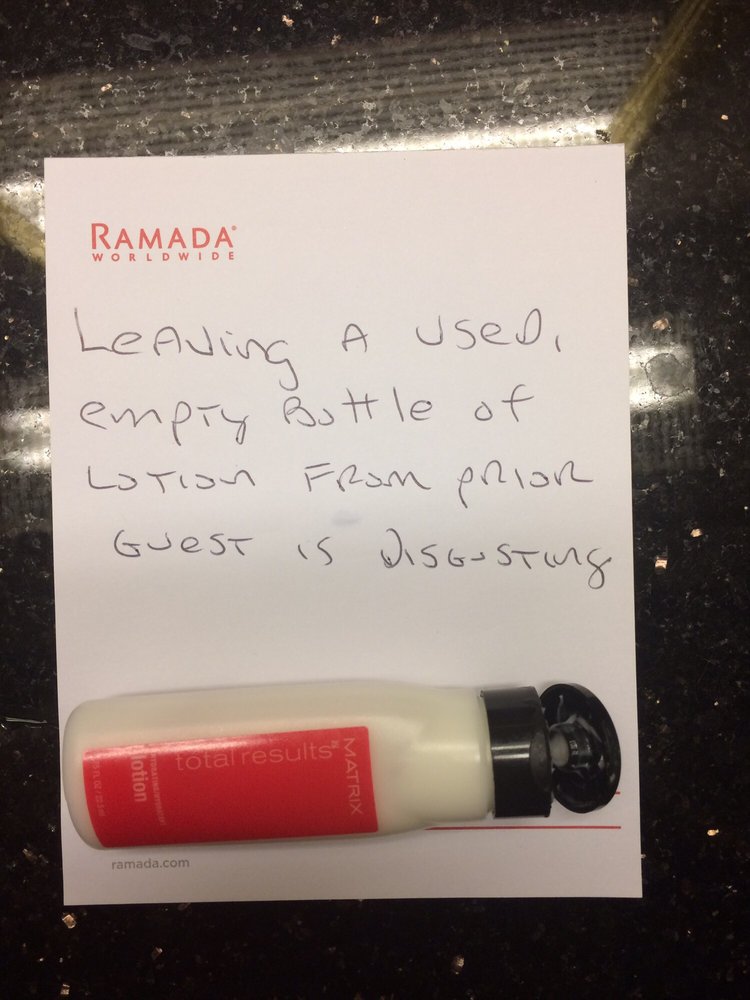 RAMADA®
WORLDWIDE
Leaving A used,
empty Bottle of
Lotion From prior
Guest is Disgusting
MATRIX
total results
lotion
ramada.com